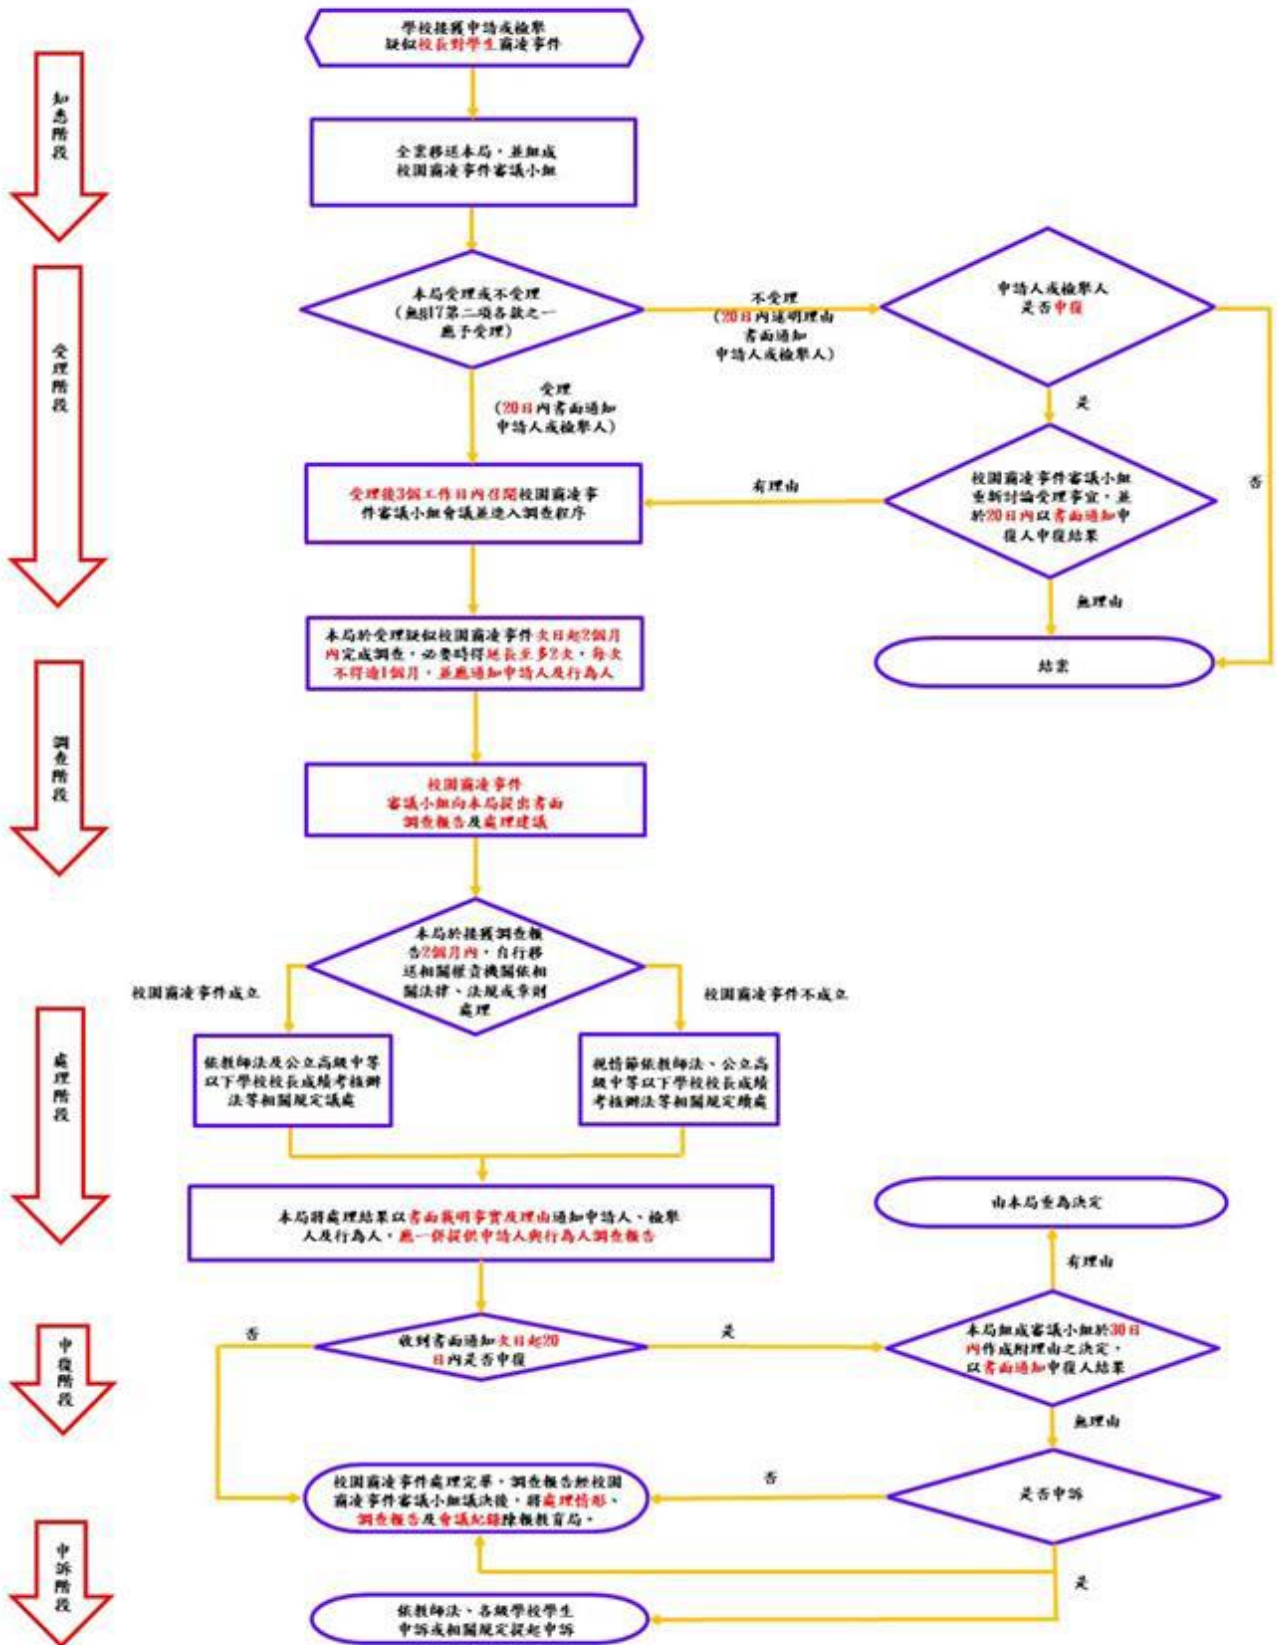 學校接獲申請或檢舉
疑似校長對學生霸凌事件
知悉階段
全案移送本局，並組成
校園霸凌事件審議小組
受理階段
本局受理或不受理
(無§17第二項各款之一
應予受理)
不受理
(20日內述明理由
書面通知
申請人或檢舉人)
申請人或檢舉人
是否申復
受理
(20日內書面通知
申請人或檢舉人)
是
否
受理後3個工作日內召開校園霸凌事
件審議小組會議並進入調查程序
有理由
校園霸凌事件審議小組
重新討論受理事宜，並
於20日內以書面通知申
復人申復結果
無理由
結案
本局於受理疑似校園霸凌事件次日起2個月
內完成調查，必要時得延長至多2次，每次
不得逾1個月，並應通知申請人及行為人
調查階段
校園霸凌事件
審議小組向本局提出書面
調查報告及處理建議
本局於接獲調查報
告2個月內，自行移
送相關權責機關依相
關法律、法規或章則
處理
校園霸凌事件成立
校園霸凌事件不成立
處理階段
依教師法及公立高級中等
以下學校校長成績考核辦
法等相關規定議處
視情節依教師法、公立高
級中等以下學校校長成績
考核辦法等相關規定續處
本局將處理結果以書面載明事實及理由通知申請人、檢舉
人及行為人，應一併提供申請人與行為人調查報告
由本局重為決定
有理由
申復階段
否
收到書面通知次日起20
日內是否申復
是
本局組成審議小組於30日
內作成附理由之決定，
以書面通知申復人結果
無理由
校園霸凌事件處理完畢，調查報告經校園
霸凌事件審議小組議決後，將處理情形、
調查報告及會議紀錄陳報教育局。
否
是否申訴
申訴階段
是
依教師法、各級學校學生
申訴或相關規定提起申訴